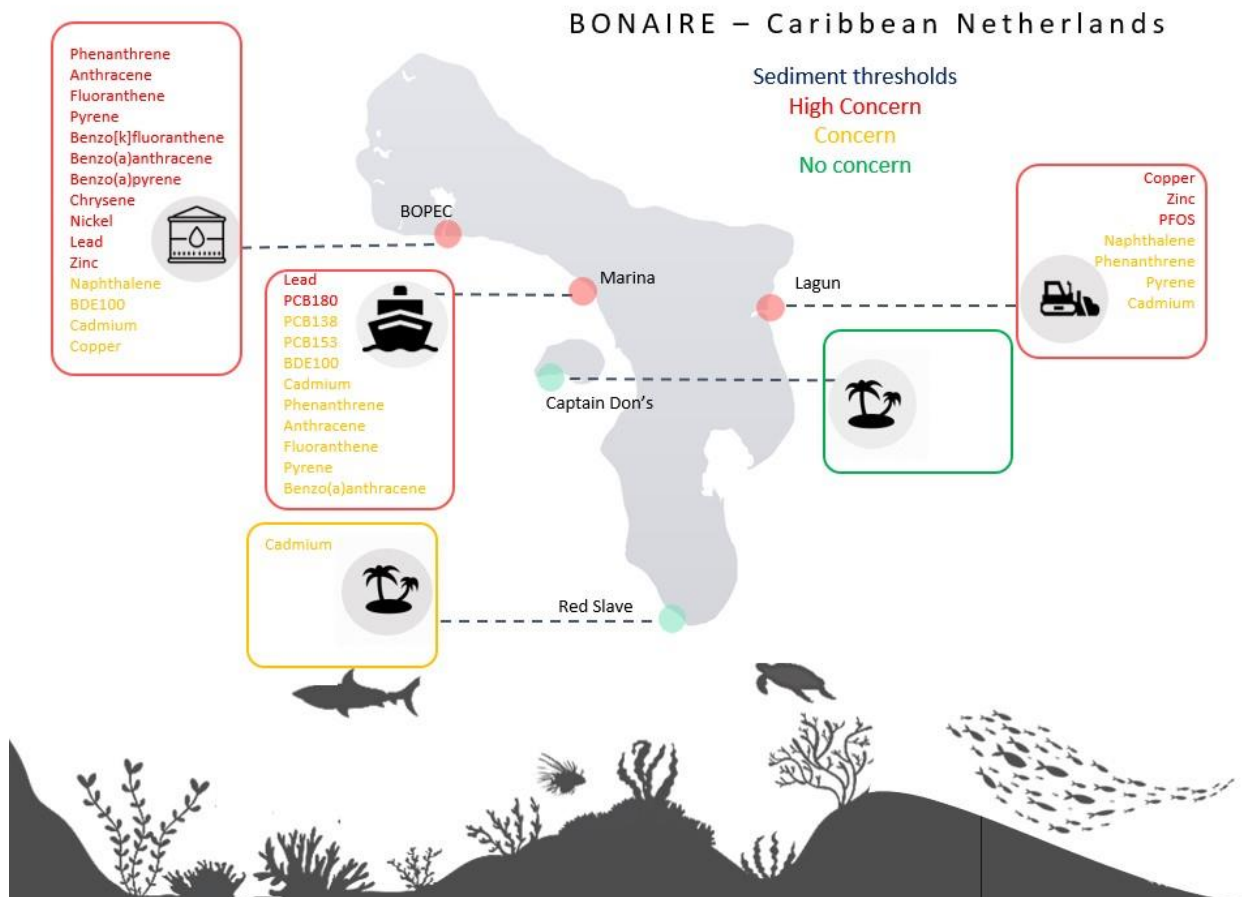 BONAIRE – Caribbean Netherlands
Sediment thresholds
High Concern
Concern
No concern
Phenanthrene
Anthracene
Fluoranthene
Pyrene
Benzo[k]fluoranthene
Benzo(a)anthracene
Benzo(a)pyrene
Chrysene
Nickel
Lead
Zinc
Naphthalene
BDE100
Cadmium
Copper
BOPEC
Lead
PCB180
PCB138
PCB153
BDE100
Cadmium
Phenanthrene
Anthracene
Fluoranthene
Pyrene
Benzo(a)anthracene
Marina
Lagun
Copper
Zinc
PFOS
Naphthalene
Phenanthrene
Pyrene
Cadmium
Captain Don's
Cadmium
Red Slave